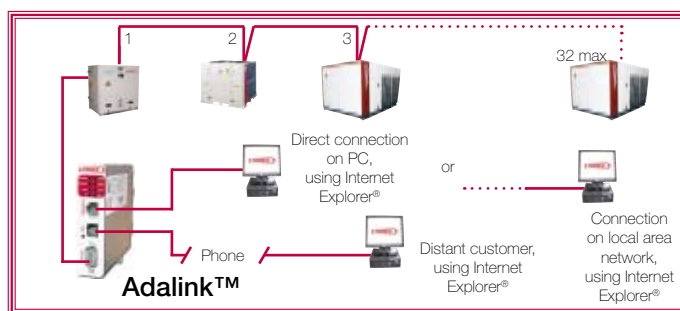 1
2
3
32 max
Direct connection
on PC,
using Internet
Explorer®
or
Phone
Adalink™
Distant customer,
using Internet
Explorer®
Connection
on local area
network,
using Internet
Explorer®